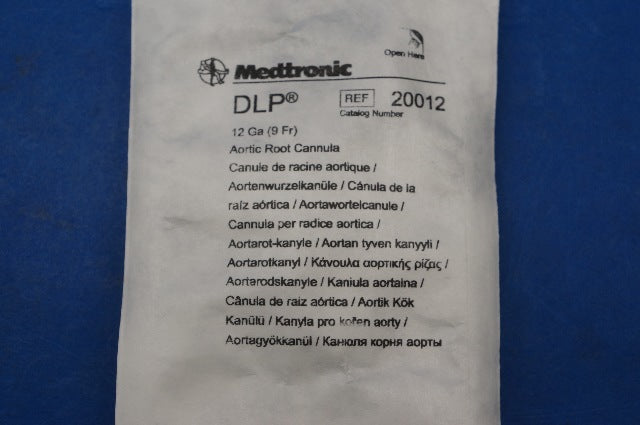 Open Here
Medtronic
DLP® REF 20012
Catalog Number
12 Ga (9 Fr)
Aortic Root Cannula
Canule de racine aortique /
Aortenwurzelkanüle / Cânula de la
raíz aórtica / Aortawortelcanule /
Cannula per radice aortica /
Aortarot-kanyle / Aortan tyven kanyyli /
Aortarotkanyl / Κάνουλα αορτικής ρίζας /
Aortarodskanyle / Kaniula aortalna /
Cânula de raiz aórtica / Aortik Kök
Kanülü / Kanyla pro kořen aorty /
Aortagyökkanül / Канюля корня аорты